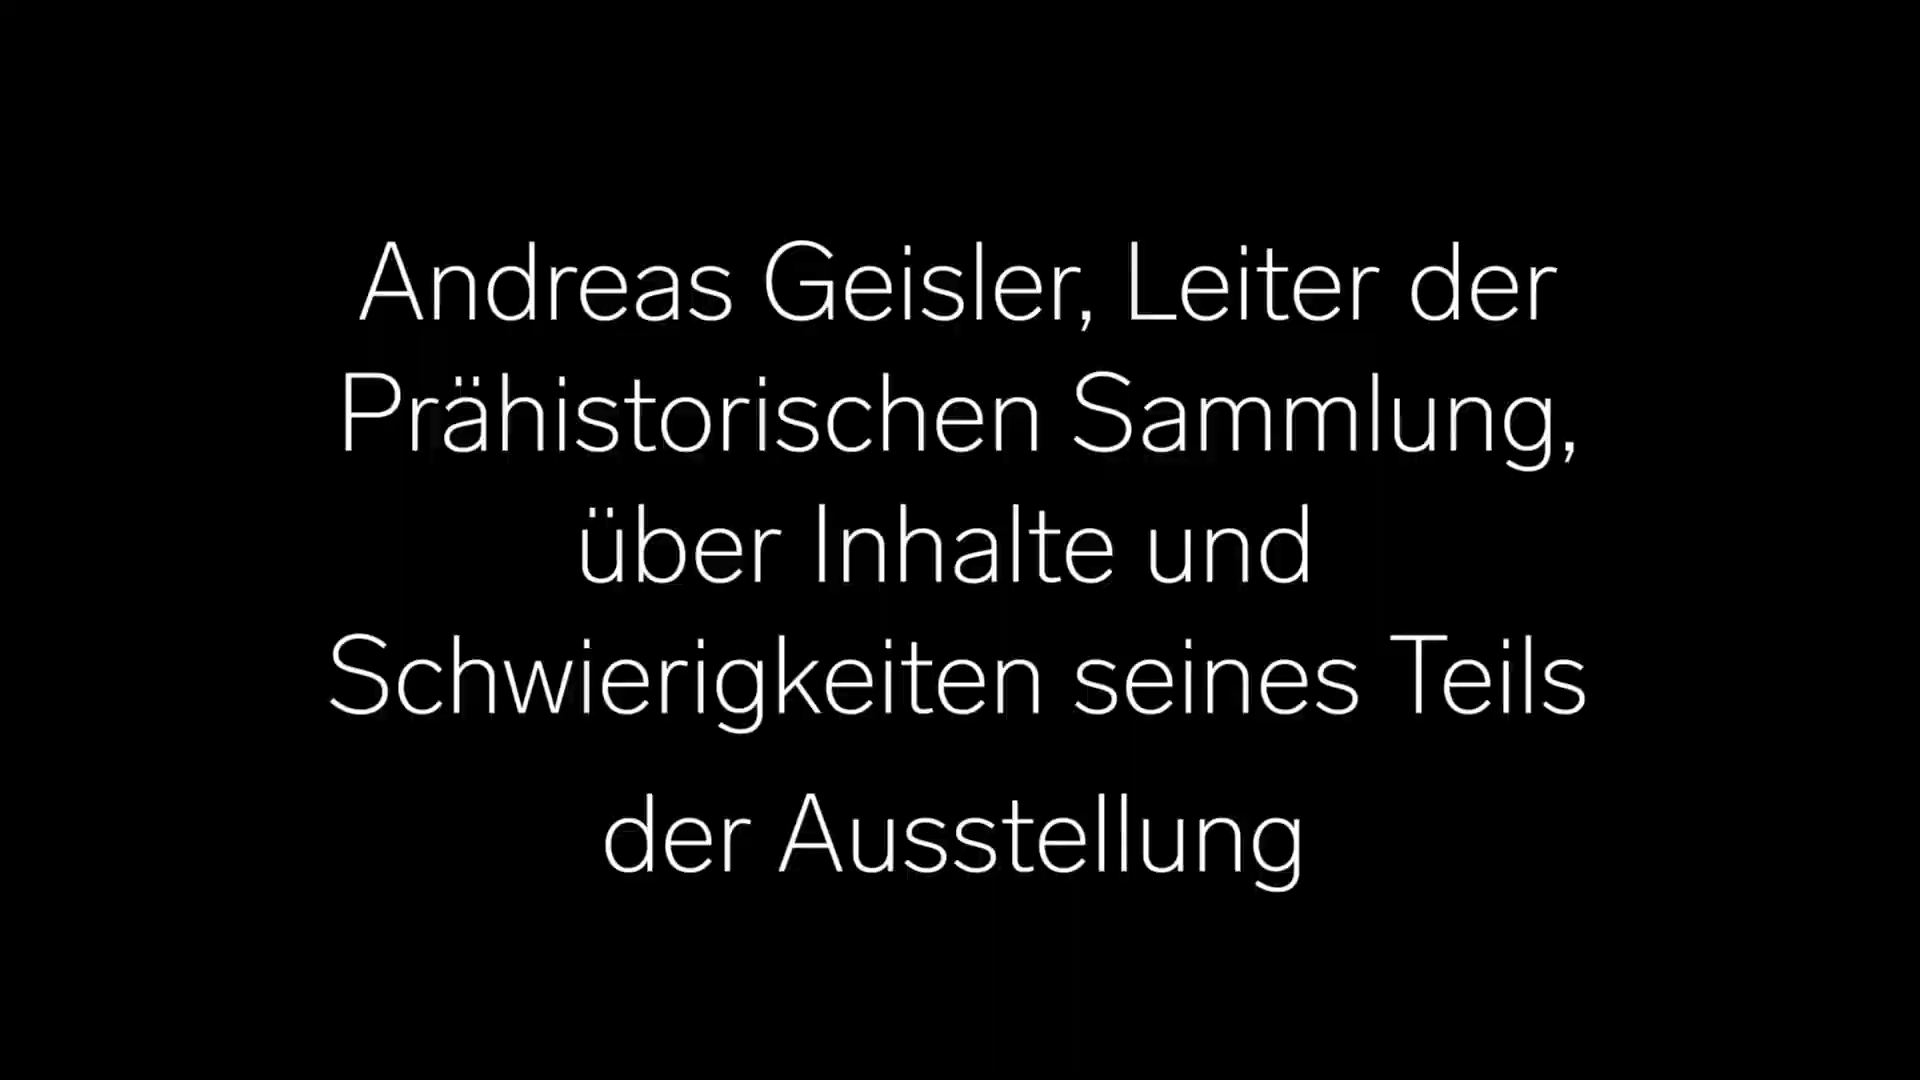 Andreas Geisler, Leiter der
Prähistorischen Sammlung,
über Inhalte und
Schwierigkeiten seines Teils
der Ausstellung